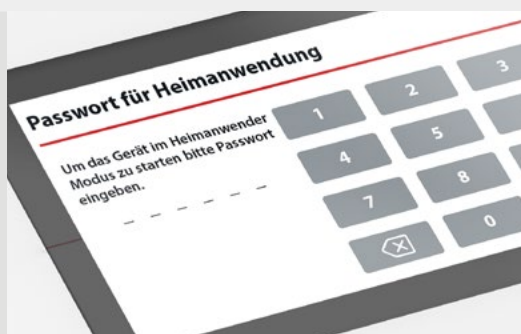 Passwort für Heimanwendung
Um das Gerät im Heimanwender
Modus zu starten bitte Passwort
eingeben.
_ _ _ _ _ _
1 2 3
4 5
7 8
0